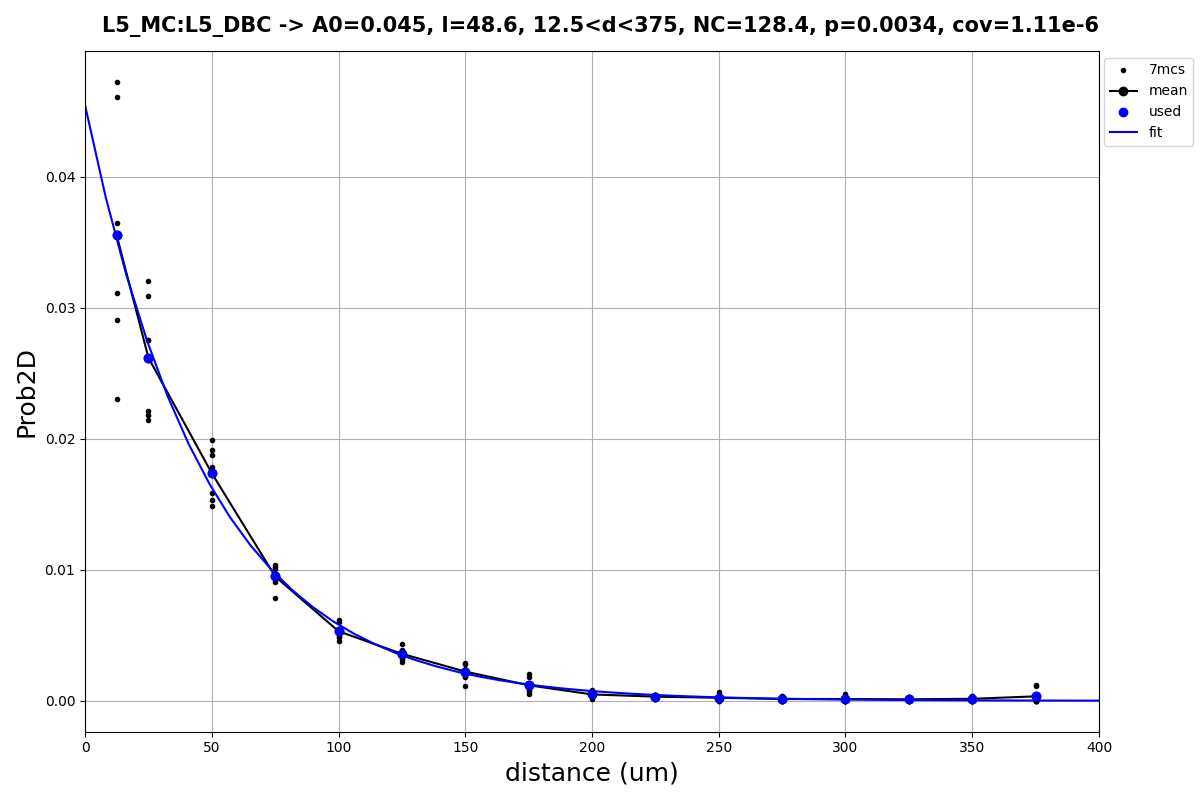 L5_MC:L5_DBC -> A0=0.045, l=48.6, 12.5<d<375, NC=128.4, p=0.0034, cov=1.11e-6
7mcs
mean
used
fit
Prob2D
0.04
0.03
0.02
0.01
0.00
0 50 100 150 200 250 300 350 400
distance (um)